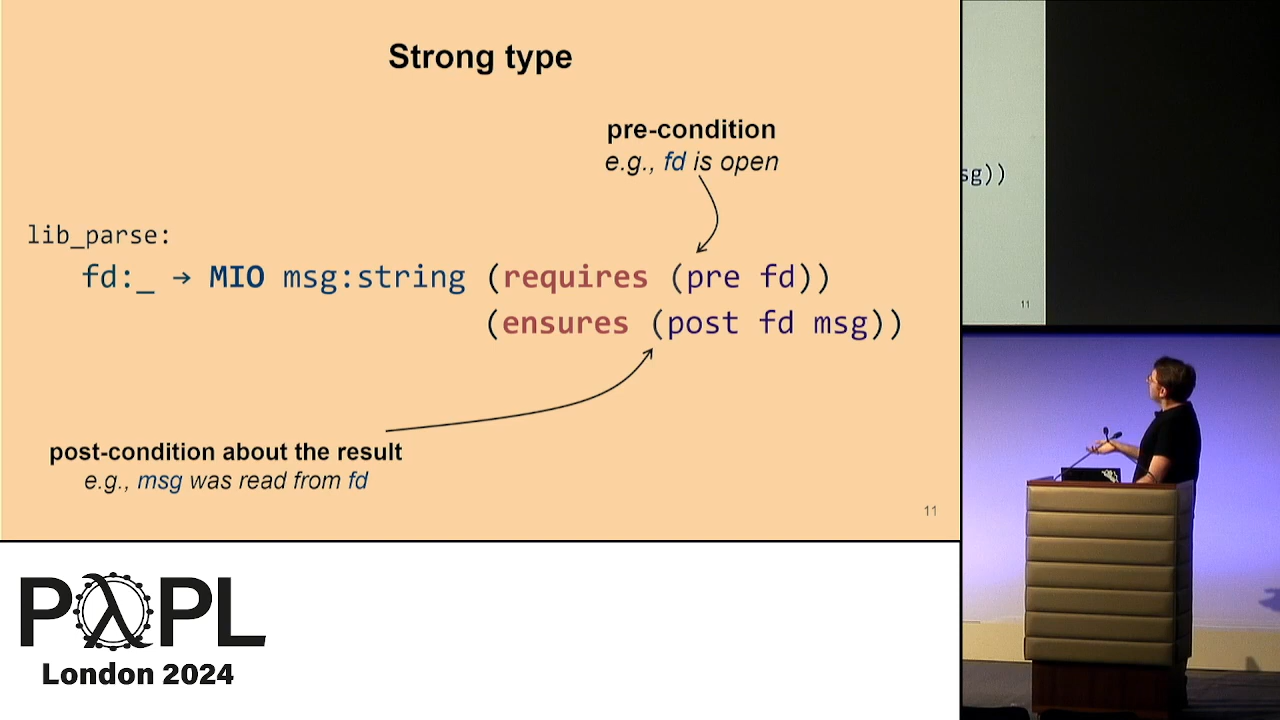 Strong type
pre-condition
e.g., fd is open
lib_parse:
fd:_ → MIO msg:string (requires (pre fd))
(ensures (post fd msg))
post-condition about the result
e.g., msg was read from fd
11
sg))
11
PλPL
London 2024